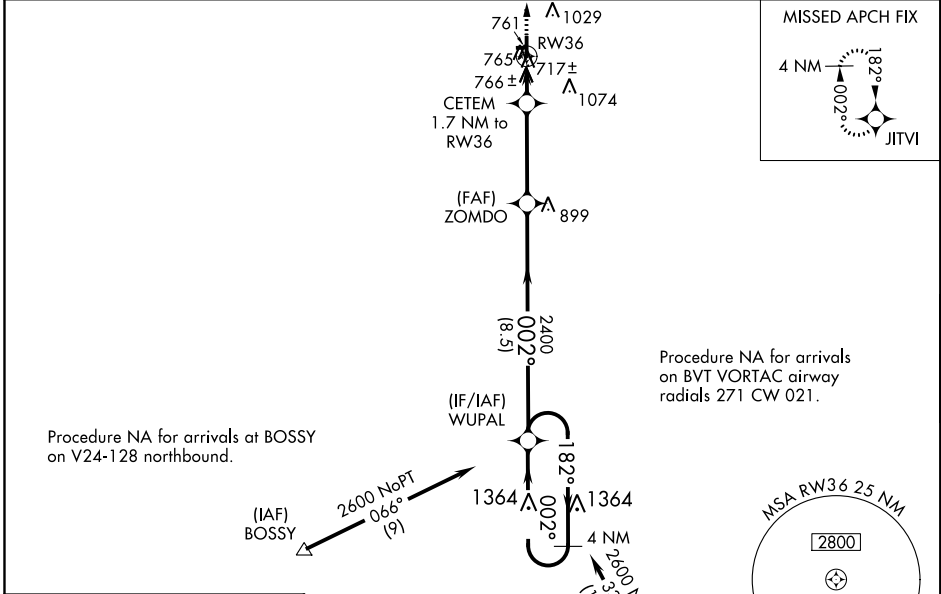 1029
761
RW36
765
717±
766±
1074
CETEM
1.7 NM to
RW36
MISSED APCH FIX
4 NM
182°
002°
JITVI
(FAF)
ZOMDO
899
2400
002°
(8.5)
Procedure NA for arrivals
on BVT VORTAC airway
radials 271 CW 021.
(IF/IAF)
WUPAL
Procedure NA for arrivals at BOSSY
on V24-128 northbound.
182°
2600 NoPT
066°
(9)
(IAF)
BOSSY
1364
002°
1364
4 NM
2600
MSA RW36 25 NM
2800